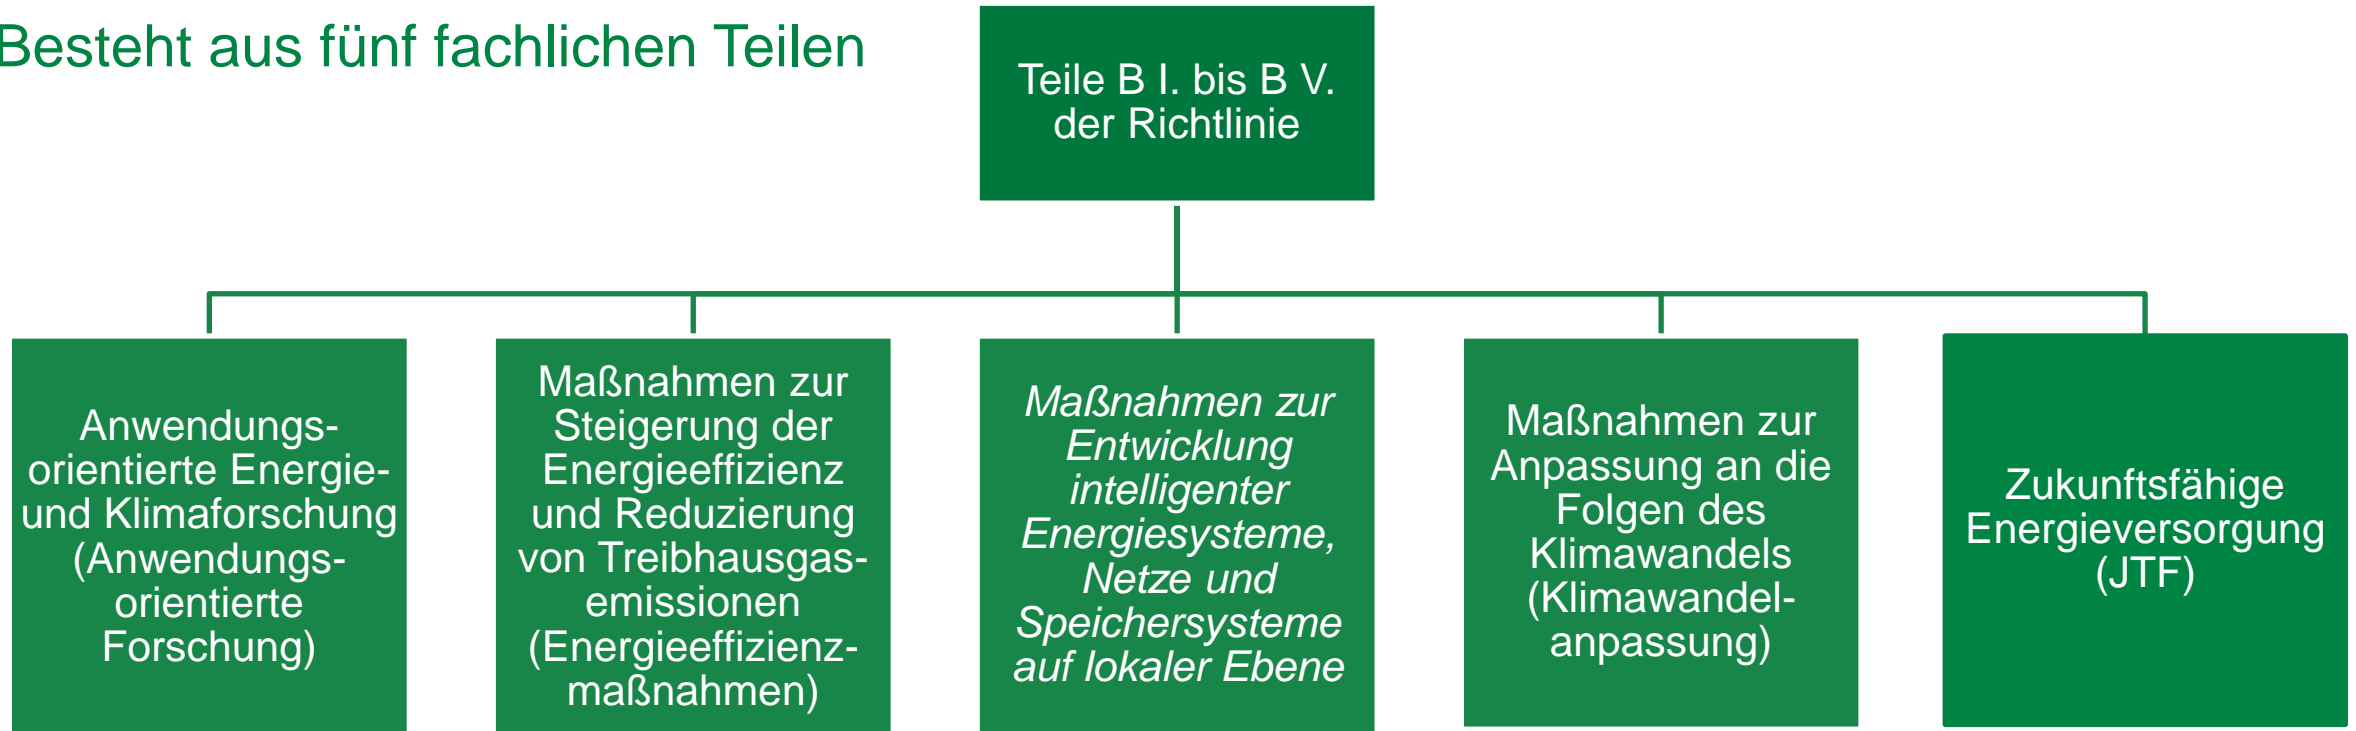 Besteht aus fünf fachlichen Teilen
Teile B I. bis B V.
der Richtlinie
Anwendungs-
orientierte Energie-
und Klimaforschung
(Anwendungs-
orientierte
Forschung)
Maßnahmen zur
Steigerung der
Energieeffizienz
und Reduzierung
von Treibhausgas-
emissionen
(Energieeffizienz-
maßnahmen)
Maßnahmen zur
Entwicklung
intelligenter
Energiesysteme,
Netze und
Speichersysteme
auf lokaler Ebene
Maßnahmen zur
Anpassung an die
Folgen des
Klimawandels
(Klimawandel-
anpassung)
Zukunftsfähige
Energieversorgung
(JTF)